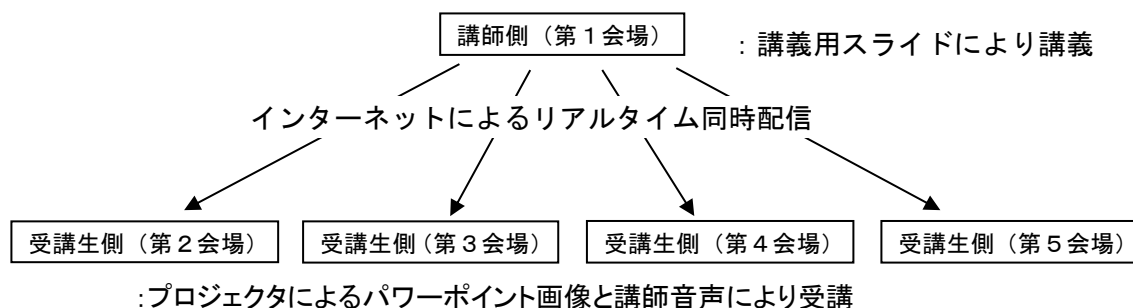 講師側（第１会場）
：講義用スライドにより講義
インターネットによるリアルタイム同時配信
受講生側（第２会場）
受講生側（第３会場）
受講生側（第４会場）
受講生側（第５会場）
：プロジェクタによるパワーポイント画像と講師音声により受講